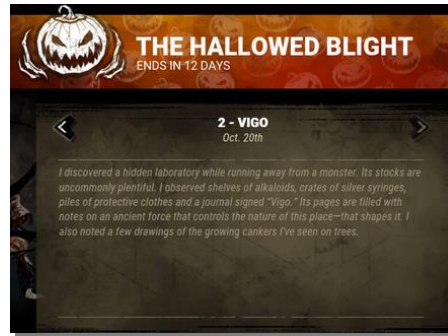 THE HALLOWED BLIGHT
ENDS IN 12 DAYS
2 - VIGO
Oct. 20th
I discovered a hidden laboratory while running away from a monster. Its stocks are
uncommonly plentiful. I observed shelves of alkaloids, crates of silver syringes,
piles of protective clothes and a journal signed "Vigo." Its pages are filled with
notes on an ancient force that controls the nature of this place—that shapes it. I
also noted a few drawings of the growing cankers I've seen on trees.